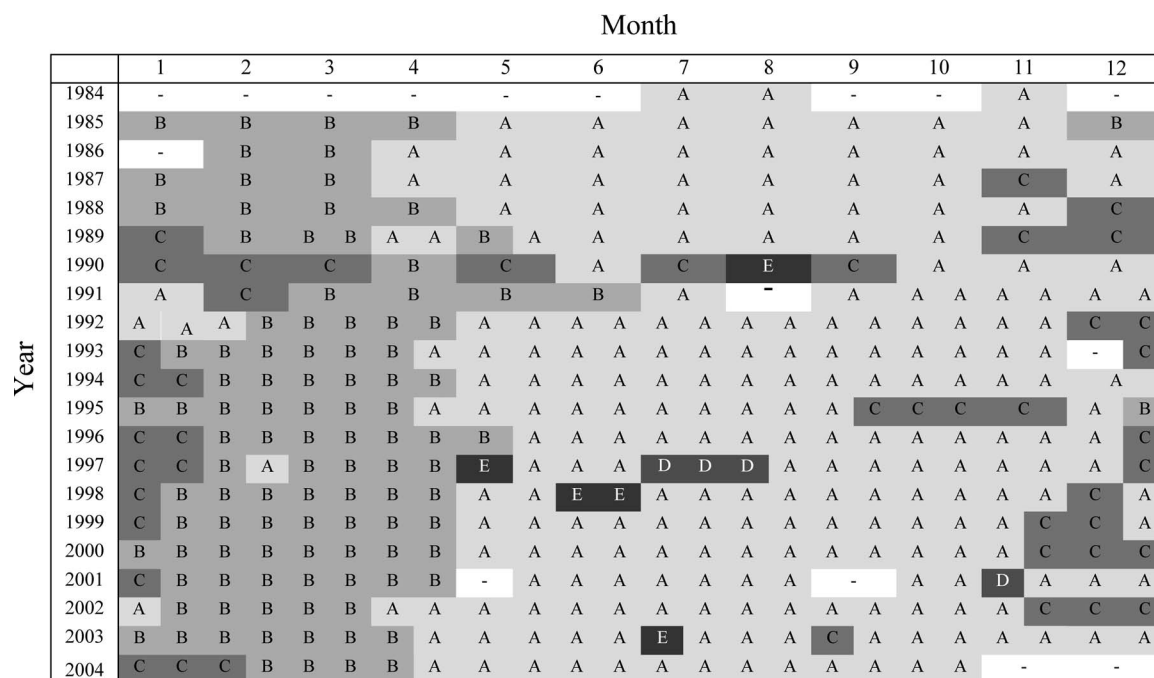 Month
1 2 3 4 5 6 7 8 9 10 11 12
1984 - - - - - - A A - - A -
1985 B B B B A A A A A A A B
1986 - B B A A A A A A A A A
1987 B B B A A A A A A A C A
1988 B B B B A A A A A A A C
1989 C B B B A A B A A A A A A C C
1990 C C C B C A C E C A A A
1991 A C B B B B A - A A A A A A A
1992 A A A B B B B B A A A A A A A A A A A A A A C C
1993 C B B B B B B A A A A A A A A A A A A A A A - C
1994 C C B B B B B B A A A A A A A A A A A A A A A
1995 B B B B B B B A A A A A A A A A A C C C C A B
1996 C C B B B B B B B A A A A A A A A A A A A A A C
1997 C C B A B B B B E A A A D D D A A A A A A A A C
1998 C B B B B B B B A A E E A A A A A A A A A A C A
1999 C B B B B B B B A A A A A A A A A A A A A C C A
2000 B B B B B B B B A A A A A A A A A A A A A C C C
2001 C B B B B B B B - A A A A A A A - A A D A A A
2002 A B B B B B A A A A A A A A A A A A A A A C C C
2003 B B B B B B B A A A A A E A A A C A A A A A A A
2004 C C C B B B B A A A A A A A A A A A A A - -
Year